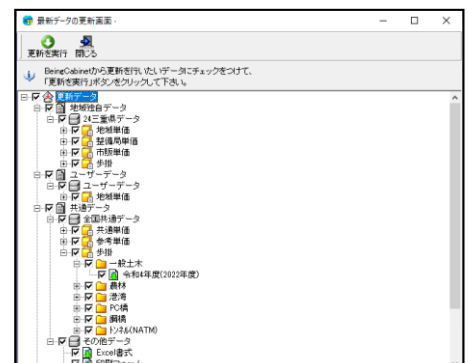 最新データの更新画面
更新を実行 閉じる
BeingCabinetから更新を行いたいデータにチェックをつけて、
「更新を実行」ボタンをクリックして下さい。
更新データ
地域独自データ
24三重県データ
地域単価
整備局単価
市販単価
歩掛
ユーザーデータ
ユーザーデータ
地域単価
共通データ
全国共通データ
共通単価
参考単価
歩掛
一般土木
令和4年度(2022年度)
農林
港湾
PC橋
鋼橋
トンネル(NATM)
その他データ
Excel書式